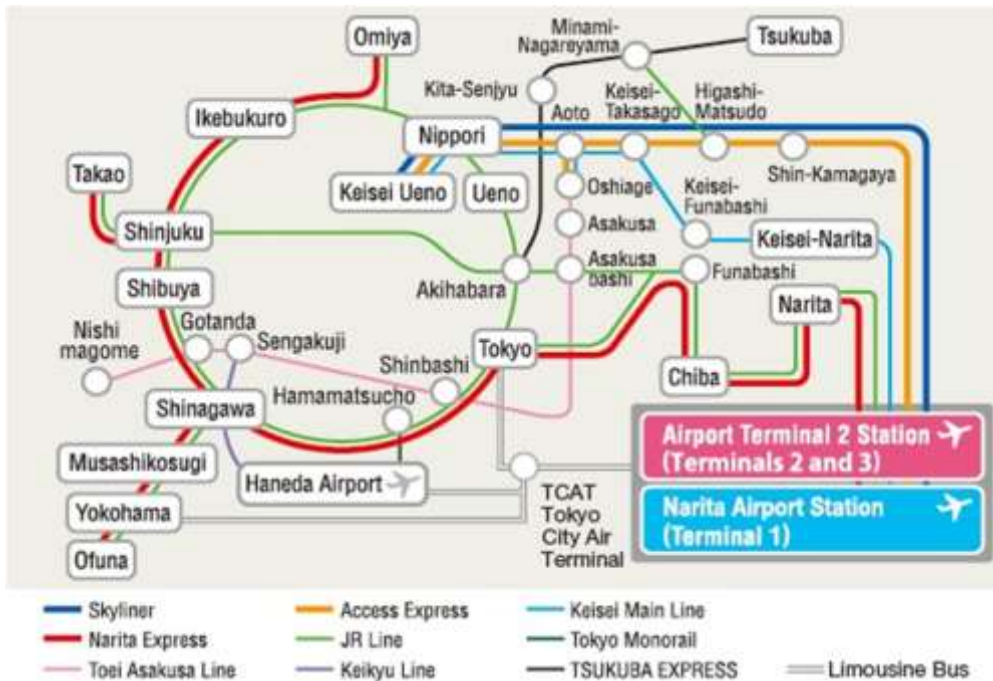 Omiya
Minami-
Nagareyama
Tsukuba
Kita-Senjyu
Keisei-
Takasago
Higashi-
Matsudo
Ikebukuro
Aoto
Nippori
Takao
Keisei Ueno
Ueno
Oshiage
Shin-Kamagaya
Keisei-
Funabashi
Shinjuku
Asakusa
Keisei-Narita
Asakusa
bashi
Funabashi
Akihabara
Shibuya
Narita
Nishi
magome
Gotanda
Sengakuji
Tokyo
Shinbashi
Chiba
Hamamatsucho
Shinagawa
Airport Terminal 2 Station
(Terminals 2 and 3)
Musashikosugi
Haneda Airport
TCAT
Tokyo
City Air
Terminal
Narita Airport Station
(Terminal 1)
Yokohama
Ofuna
Skyliner
Access Express
Keisei Main Line
Narita Express
JR Line
Tokyo Monorail
Toei Asakusa Line
Keikyu Line
TSUKUBA EXPRESS
Limousine Bus